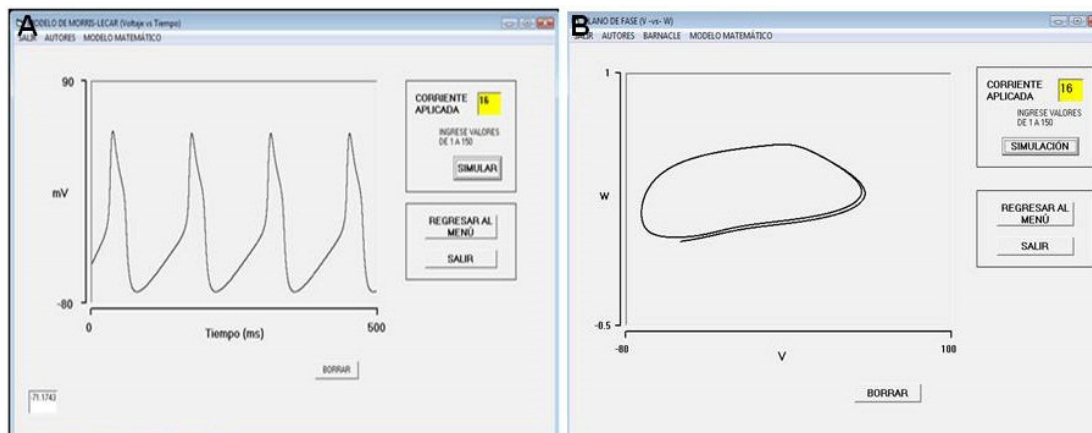 A
MODELO DE MORRIS-LECAR (Voltaje vs Tiempo)
SALIR AUTORES MODELO MATEMÁTICO
90
mV
-80
0
500
Tiempo (ms)
CORRIENTE
APLICADA
16
INGRESE VALORES
DE 1 A 150
SIMULAR
REGRESAR AL
MENÚ
SALIR
BORRAR
-71.1743
B
PLANO DE FASE (V -vs- W)
SALIR AUTORES BARNACLE MODELO MATEMÁTICO
1
W
-0.5
-80
100
V
CORRIENTE
APLICADA
16
INGRESE VALORES
DE 1 A 150
SIMULACIÓN
REGRESAR AL
MENÙ
SALIR
BORRAR